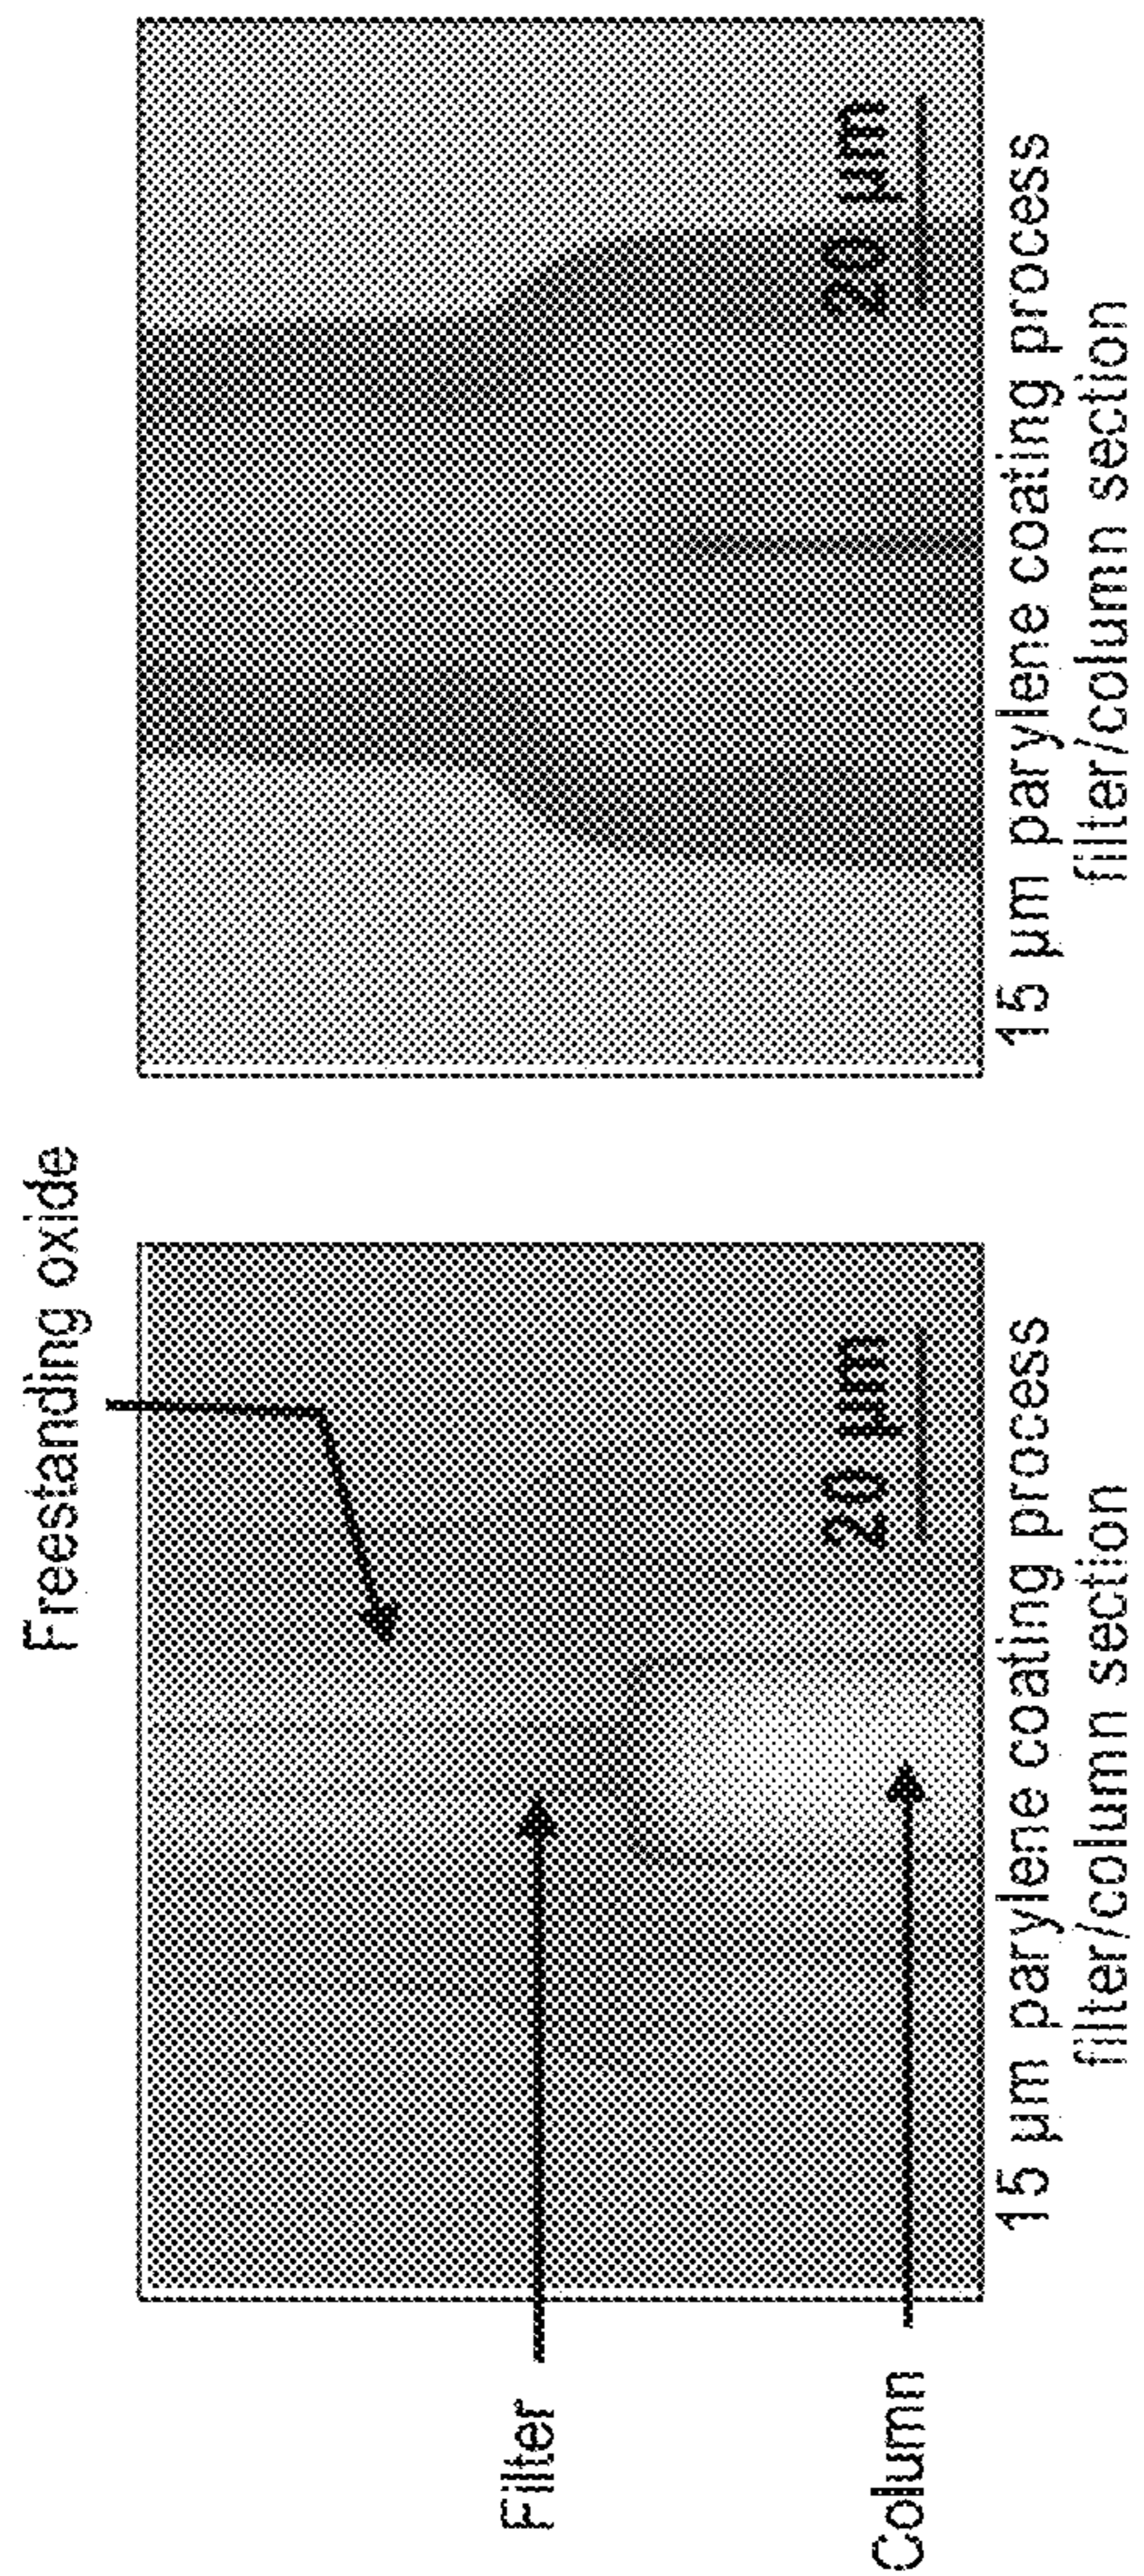 Freestanding oxide
Filter
Column
20 µm
15 µm parylene coating process
filter/column section
20 µm
15 µm parylene coating process
filter/column section